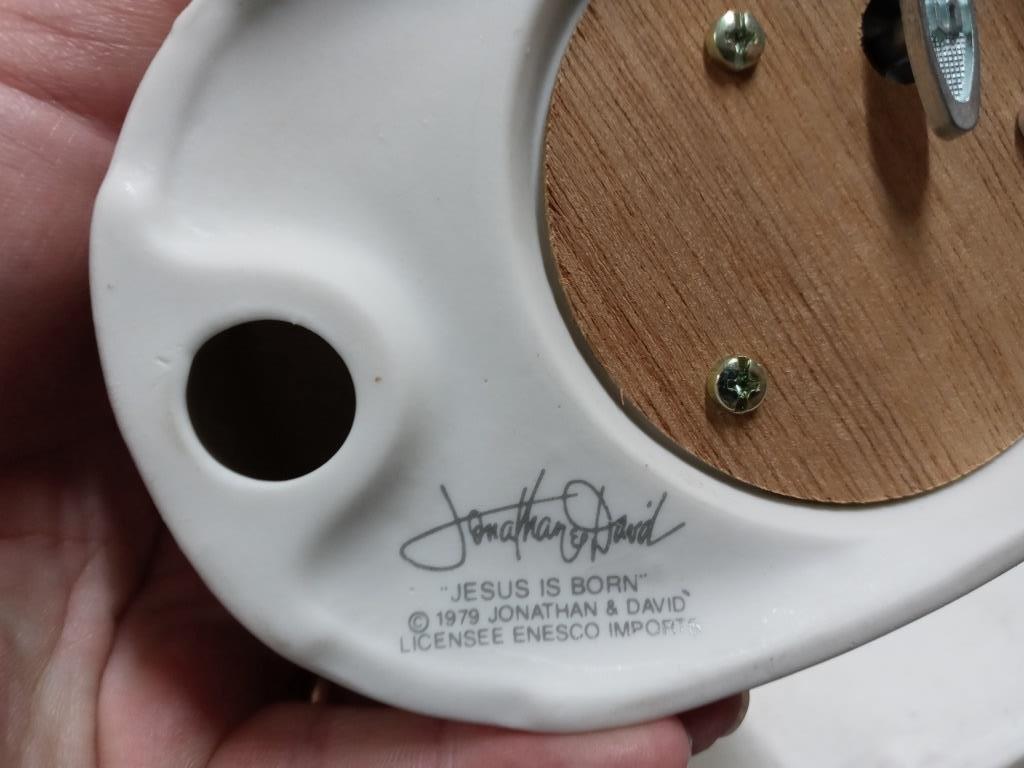 Jonathan & David
"JESUS IS BORN"
© 1979 JONATHAN & DAVID
LICENSEE ENESCO IMPORTS